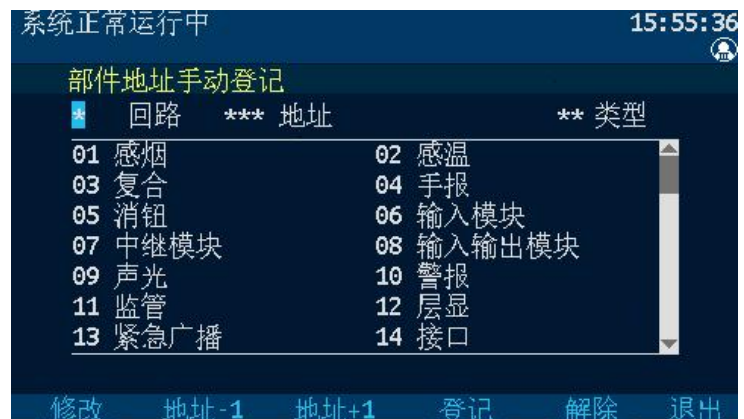 系统正常运行中 15:55:36
部件地址手动登记
* 回路 *** 地址 ** 类型
01 感烟 02 感温
03 复合 04 手报
05 消钮 06 输入模块
07 中继模块 08 输入输出模块
09 声光 10 警报
11 监管 12 层显
13 紧急广播 14 接口
修改 地址-1 地址+1 登记 解除 退出